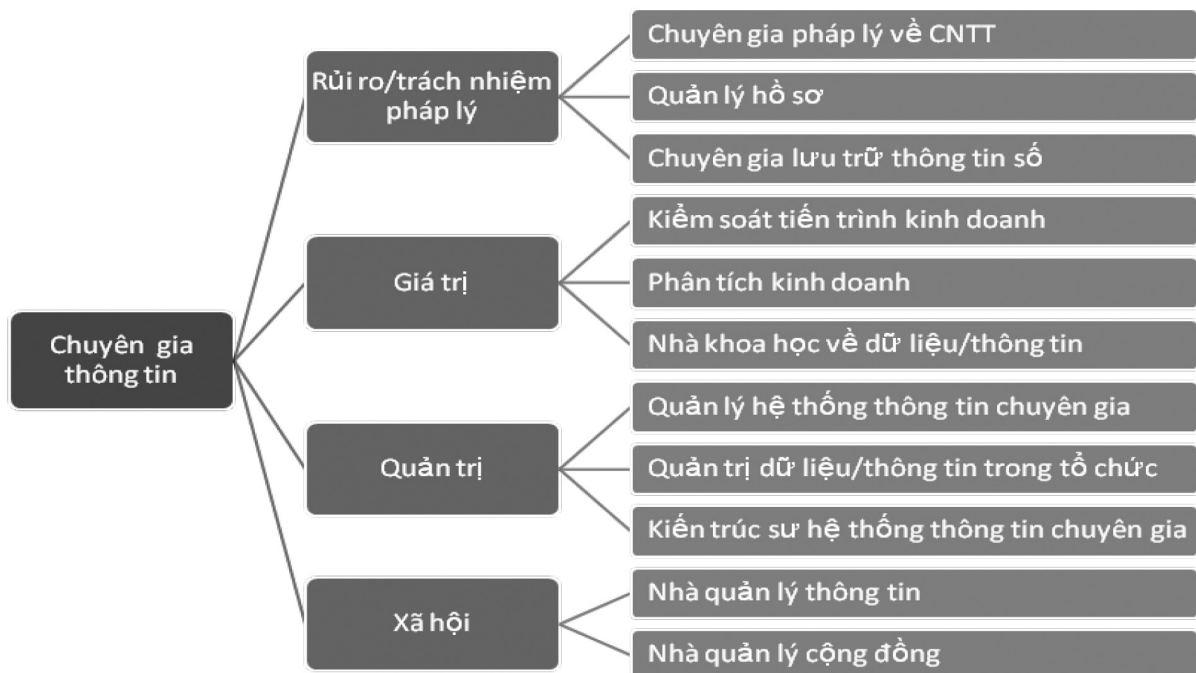 Chuyên gia
thông tin
Rủi ro/trách nhiệm
pháp lý
Chuyên gia pháp lý về CNTT
Quản lý hồ sơ
Chuyên gia lưu trữ thông tin số
Giá trị
Kiểm soát tiến trình kinh doanh
Phân tích kinh doanh
Nhà khoa học về dữ liệu/thông tin
Quản trị
Quản lý hệ thống thông tin chuyên gia
Quản trị dữ liệu/thông tin trong tổ chức
Kiến trúc sư hệ thống thông tin chuyên gia
Xã hội
Nhà quản lý thông tin
Nhà quản lý cộng đồng